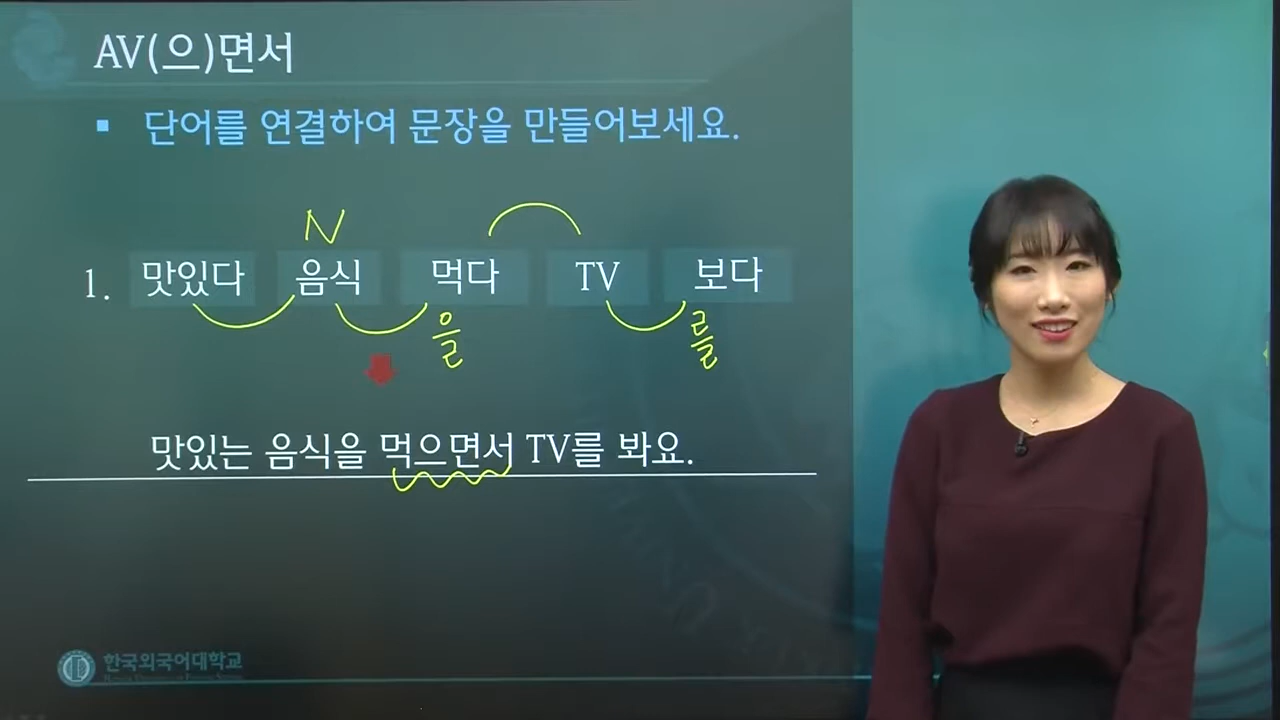 AV(으)면서
단어를 연결하여 문장을 만들어보세요.
N
1. 맛있다 음식 먹다 TV 보다
을 를
맛있는 음식을 먹으면서 TV를 봐요.
한국외국어대학교